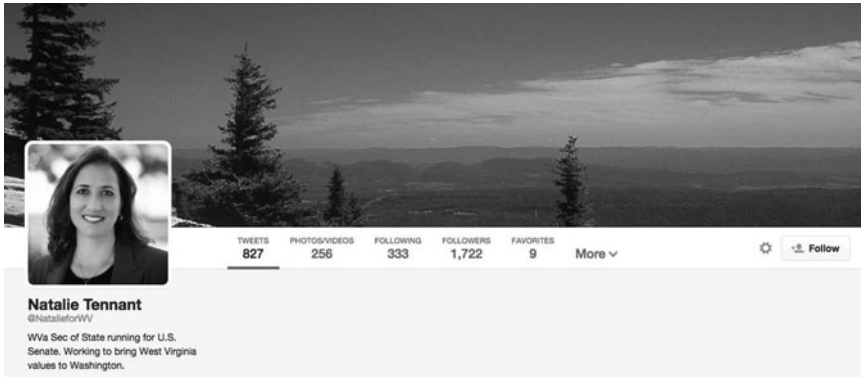 TWEETS PHOTOS/VIDEOS FOLLOWING FOLLOWERS FAVORITES
827 256 333 1,722 9 More Follow
Natalie Tennant
@NatalieforWV
WVa Sec of State running for U.S.
Senate. Working to bring West Virginia
values to Washington.